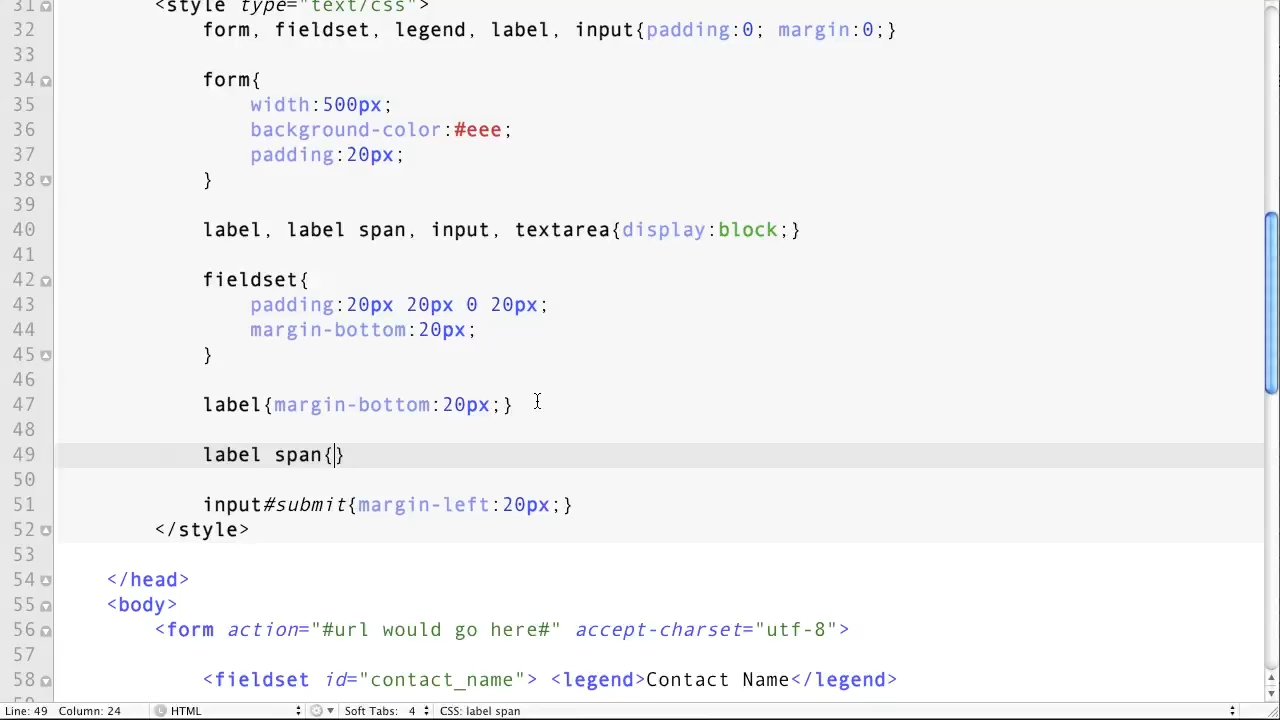 31 <style type="text/css">
32 form, fieldset, legend, label, input{padding:0; margin:0;}
33
34 form{
35 width:500px;
36 background-color:#eee;
37 padding:20px;
38 }
39
40 label, label span, input, textarea{display:block;}
41
42 fieldset{
43 padding:20px 20px 0 20px;
44 margin-bottom:20px;
45 }
46
47 label{margin-bottom:20px;}
48
49 label span{}
50
51 input#submit{margin-left:20px;}
52 </style>
53
54 </head>
55 <body>
56 <form action="#url would go here#" accept-charset="utf-8">
57
58 <fieldset id="contact_name"> <legend>Contact Name</legend>
Line: 49 Column: 24 HTML Soft Tabs: 4 CSS: label span